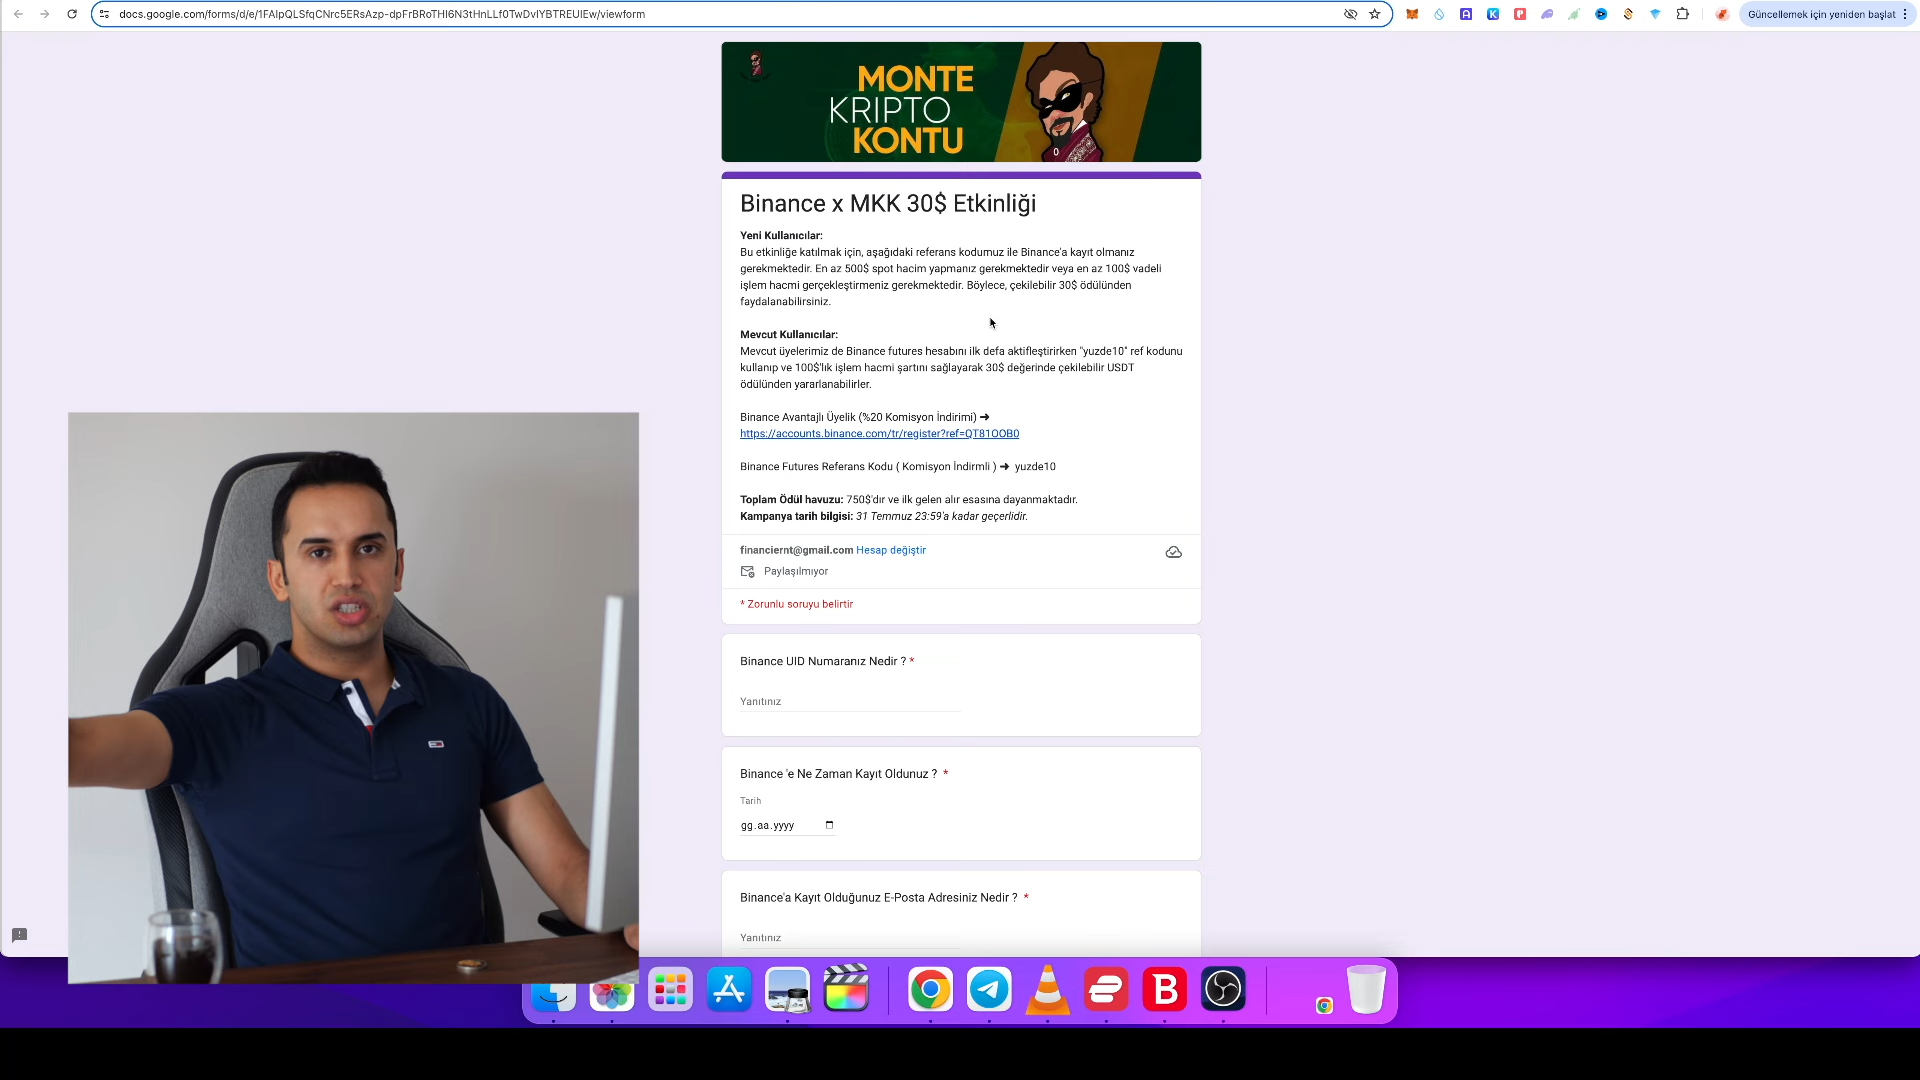 docs.google.com/forms/d/e/1FAIpQLSfqCNrc5ERsAzp-dpFrBRoTHI6N3tHnLLf0TwDvIYBTREUIEw/viewform
Güncellemek için yeniden başlat
MONTE
KRIPTO
KONTU
Binance x MKK 30$ Etkinliği
Yeni Kullanıcılar:
Bu etkinliğe katılmak için, aşağıdaki referans kodumuz ile Binance'a kayıt olmanız
gerekmektedir. En az 500$ spot hacim yapmanız gerekmektedir veya en az 100$ vadeli
işlem hacmi gerçekleştirmeniz gerekmektedir. Böylece, çekilebilir 30$ ödülünden
faydalanabilirsiniz.
Mevcut Kullanıcılar:
Mevcut üyelerimiz de Binance futures hesabını ilk defa aktifleştirirken "yuzde10" ref kodunu
kullanıp ve 100$'lık işlem hacmi şartını sağlayarak 30$ değerinde çekilebilir USDT
ödülünden yararlanabilirler.
Binance Avantajlı Üyelik (%20 Komisyon İndirimi) ➜
https://accounts.binance.com/tr/register?ref=QT81OOB0
Binance Futures Referans Kodu ( Komisyon İndirmli ) ➜ yuzde10
Toplam Ödül havuzu: 750$'dır ve ilk gelen alır esasına dayanmaktadır.
Kampanya tarih bilgisi: 31 Temmuz 23:59'a kadar geçerlidir.
financiernt@gmail.com Hesap değiştir
Paylaşılmıyor
* Zorunlu soruyu belirtir
Binance UID Numaranız Nedir ? *
Yanıtınız
Binance 'e Ne Zaman Kayıt Oldunuz ? *
Tarih
gg.aa.yyyy
Binance'a Kayıt Olduğunuz E-Posta Adresiniz Nedir ? *
Yanıtınız